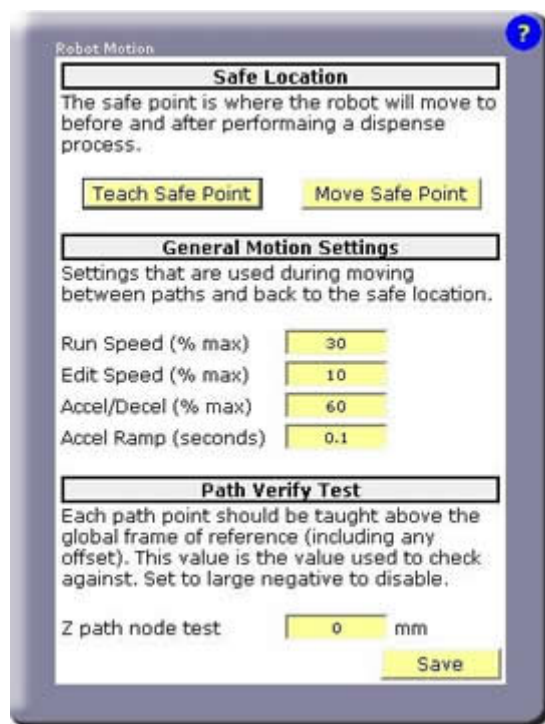 ?
Robot Motion
Safe Location
The safe point is where the robot will move to
before and after performaing a dispense
process.
Teach Safe Point Move Safe Point
General Motion Settings
Settings that are used during moving
between paths and back to the safe location.
Run Speed (% max) 30
Edit Speed (% max) 10
Accel/Decel (% max) 60
Accel Ramp (seconds) 0.1
Path Verify Test
Each path point should be taught above the
global frame of reference (including any
offset). This value is the value used to check
against. Set to large negative to disable.
Z path node test 0 mm
Save